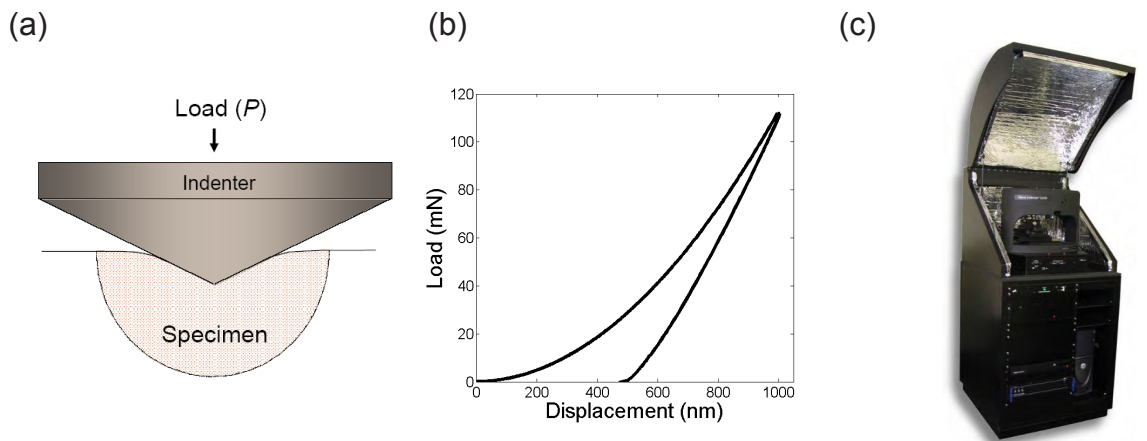 (a)
(b)
(c)
Load (P)
Indenter
Specimen
Load (mN)
120
100
80
60
40
20
0
0 200 400 600 800 1000
Displacement (nm)